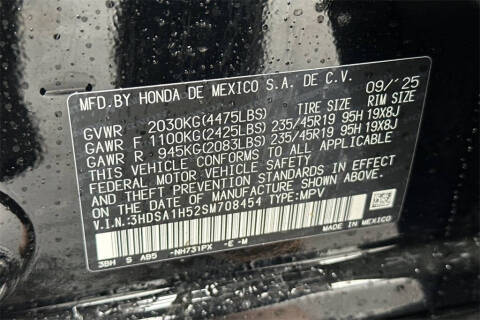 MFD.BY HONDA DE MEXICO S.A. DE C.V. 09/'25
TIRE SIZE RIM SIZE
GVWR 2030KG(4475LBS)
GAWR F 1100KG(2425LBS) 235/45R19 95H 19X8J
GAWR R 945KG(2083LBS) 235/45R19 95H 19X8J
THIS VEHICLE CONFORMS TO ALL APPLICABLE
FEDERAL MOTOR VEHICLE SAFETY
AND THEFT PREVENTION STANDARDS IN EFFECT
ON THE DATE OF MANUFACTURE SHOWN ABOVE.
V.I.N.:3HDSA1H52SM708454 TYPE:MPV
MADE IN MEXICO
3BH S AB5 -NH731PX -E -M